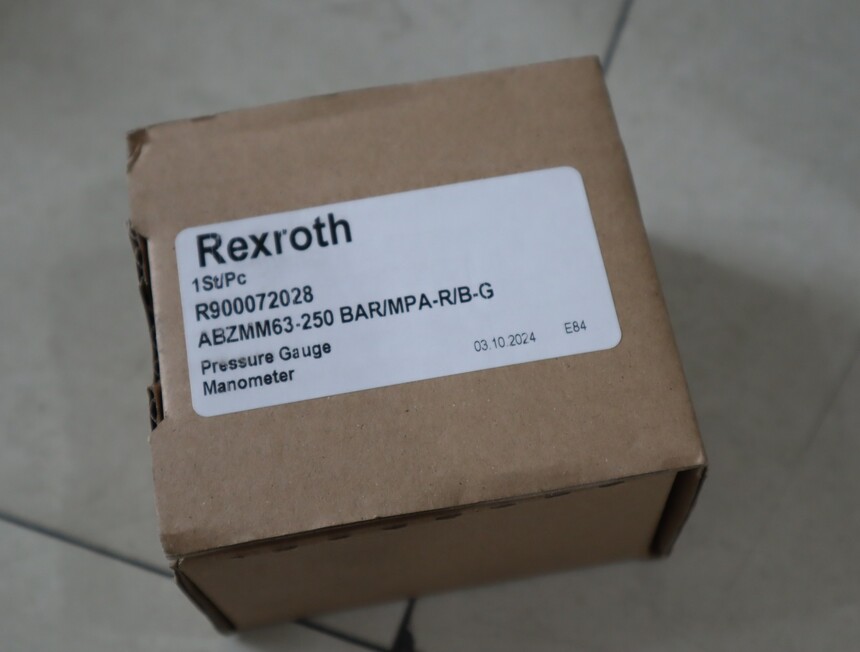 Rexroth
1St/Pc
R900072028
ABZMM63-250 BAR/MPA-R/B-G
Pressure Gauge
Manometer
03.10.2024 E84